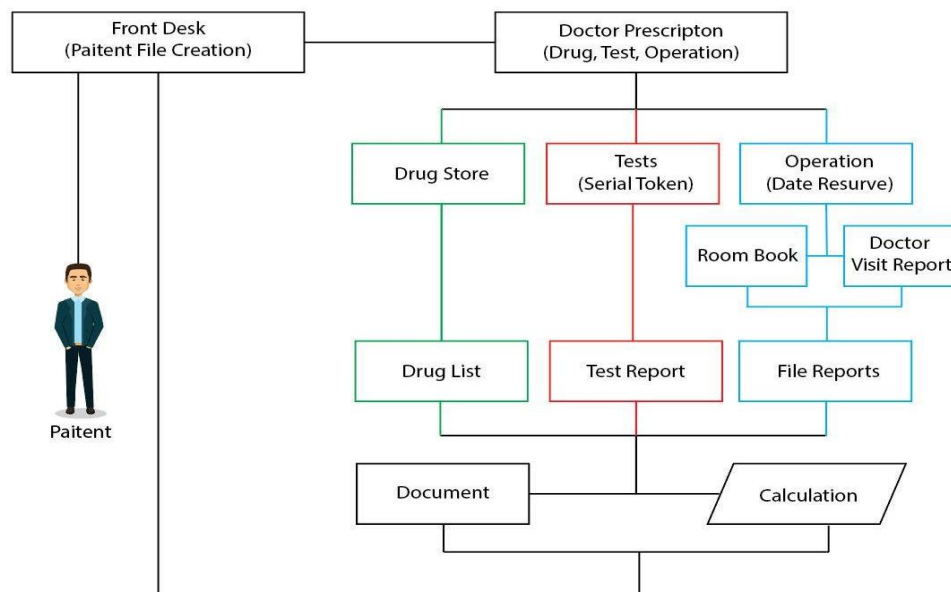 Front Desk
(Paitent File Creation)
Doctor Prescripton
(Drug, Test, Operation)
Drug Store
Tests
(Serial Token)
Operation
(Date Resurve)
Room Book
Doctor
Visit Report
Drug List
Test Report
File Reports
Paitent
Document
Calculation